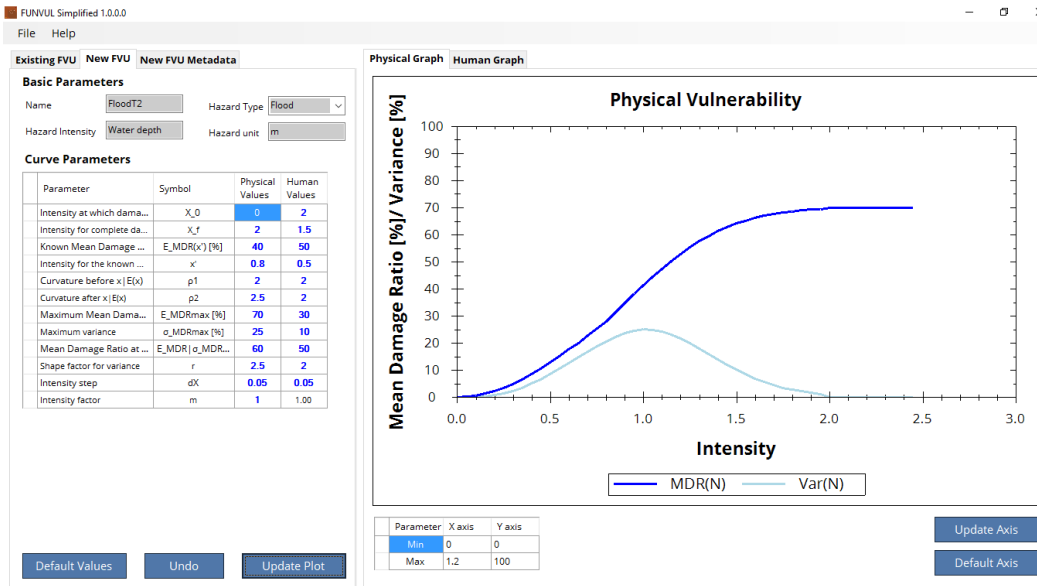 FUNVUL Simplified 1.0.0.0
File Help
Existing FVU New FVU New FVU Metadata
Basic Parameters
Name FloodT2 Hazard Type Flood
Hazard Intensity Water depth Hazard unit m
Curve Parameters
Parameter Symbol Physical Values Human Values
Intensity at which dama... X_0 0 2
Intensity for complete da... X_f 2 1.5
Known Mean Damage ... E_MDR(x') [%] 40 50
Intensity for the known ... x' 0.8 0.5
Curvature before x|E(x) ρ1 2 2
Curvature after x|E(x) ρ2 2.5 2
Maximum Mean Dama... E_MDRmax [%] 70 30
Maximum variance σ_MDRmax [%] 25 10
Mean Damage Ratio at ... E_MDR|σ_MDR... 60 50
Shape factor for variance r 2.5 2
Intensity step dX 0.05 0.05
Intensity factor m 1 1.00
Default Values Undo Update Plot
Physical Graph Human Graph
Physical Vulnerability
Mean Damage Ratio [%]/ Variance [%]
100
90
80
70
60
50
40
30
20
10
0
0.0 0.5 1.0 1.5 2.0 2.5 3.0
Intensity
MDR(N) Var(N)
Parameter X axis Y axis
Min 0 0
Max 1.2 100
Update Axis
Default Axis